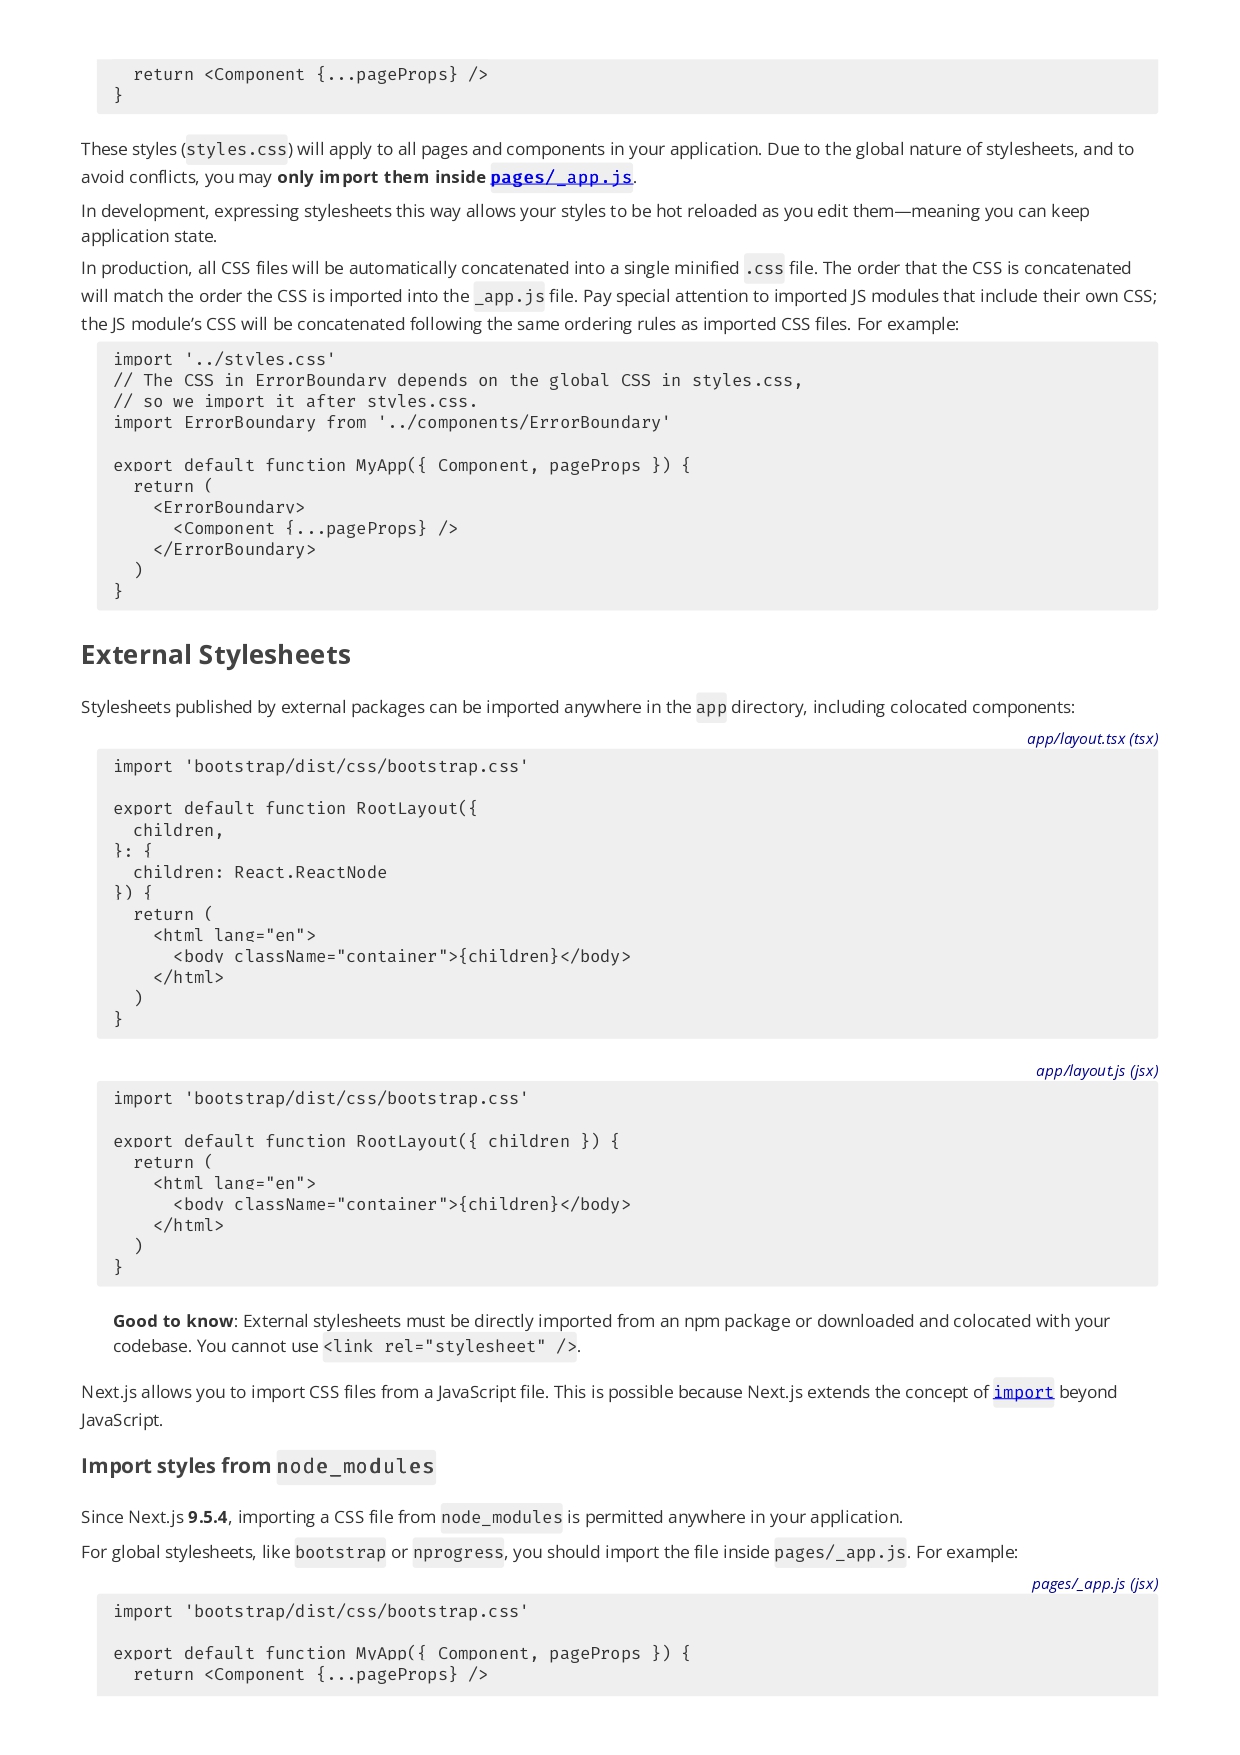 return <Component {...pageProps} />
}
These styles (styles.css) will apply to all pages and components in your application. Due to the global nature of stylesheets, and to
avoid conflicts, you may only import them inside pages/_app.js.
In development, expressing stylesheets this way allows your styles to be hot reloaded as you edit them—meaning you can keep
application state.
In production, all CSS files will be automatically concatenated into a single minified .css file. The order that the CSS is concatenated
will match the order the CSS is imported into the _app.js file. Pay special attention to imported JS modules that include their own CSS;
the JS module’s CSS will be concatenated following the same ordering rules as imported CSS files. For example:
import '../styles.css'
// The CSS in ErrorBoundary depends on the global CSS in styles.css,
// so we import it after styles.css.
import ErrorBoundary from '../components/ErrorBoundary'

export default function MyApp({ Component, pageProps }) {
  return (
    <ErrorBoundary>
      <Component {...pageProps} />
    </ErrorBoundary>
  )
}
External Stylesheets
Stylesheets published by external packages can be imported anywhere in the app directory, including colocated components:
app/layout.tsx (tsx)
import 'bootstrap/dist/css/bootstrap.css'

export default function RootLayout({
  children,
}: {
  children: React.ReactNode
}) {
  return (
    <html lang="en">
      <body className="container">{children}</body>
    </html>
  )
}
app/layout.js (jsx)
import 'bootstrap/dist/css/bootstrap.css'

export default function RootLayout({ children }) {
  return (
    <html lang="en">
      <body className="container">{children}</body>
    </html>
  )
}
Good to know: External stylesheets must be directly imported from an npm package or downloaded and colocated with your
codebase. You cannot use <link rel="stylesheet" />.
Next.js allows you to import CSS files from a JavaScript file. This is possible because Next.js extends the concept of import beyond
JavaScript.
Import styles from node_modules
Since Next.js 9.5.4, importing a CSS file from node_modules is permitted anywhere in your application.
For global stylesheets, like bootstrap or nprogress, you should import the file inside pages/_app.js. For example:
pages/_app.js (jsx)
import 'bootstrap/dist/css/bootstrap.css'

export default function MyApp({ Component, pageProps }) {
  return <Component {...pageProps} />